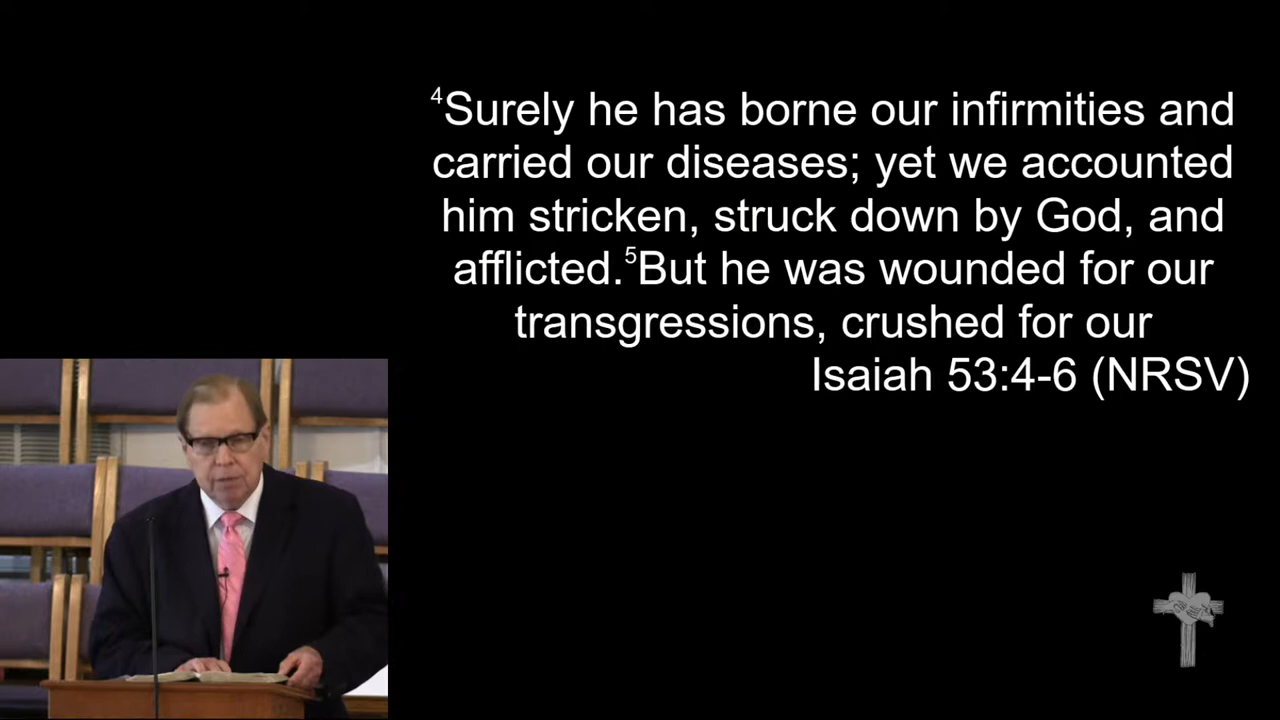 ⁴Surely he has borne our infirmities and
carried our diseases; yet we accounted
him stricken, struck down by God, and
afflicted.⁵But he was wounded for our
transgressions, crushed for our
Isaiah 53:4-6 (NRSV)